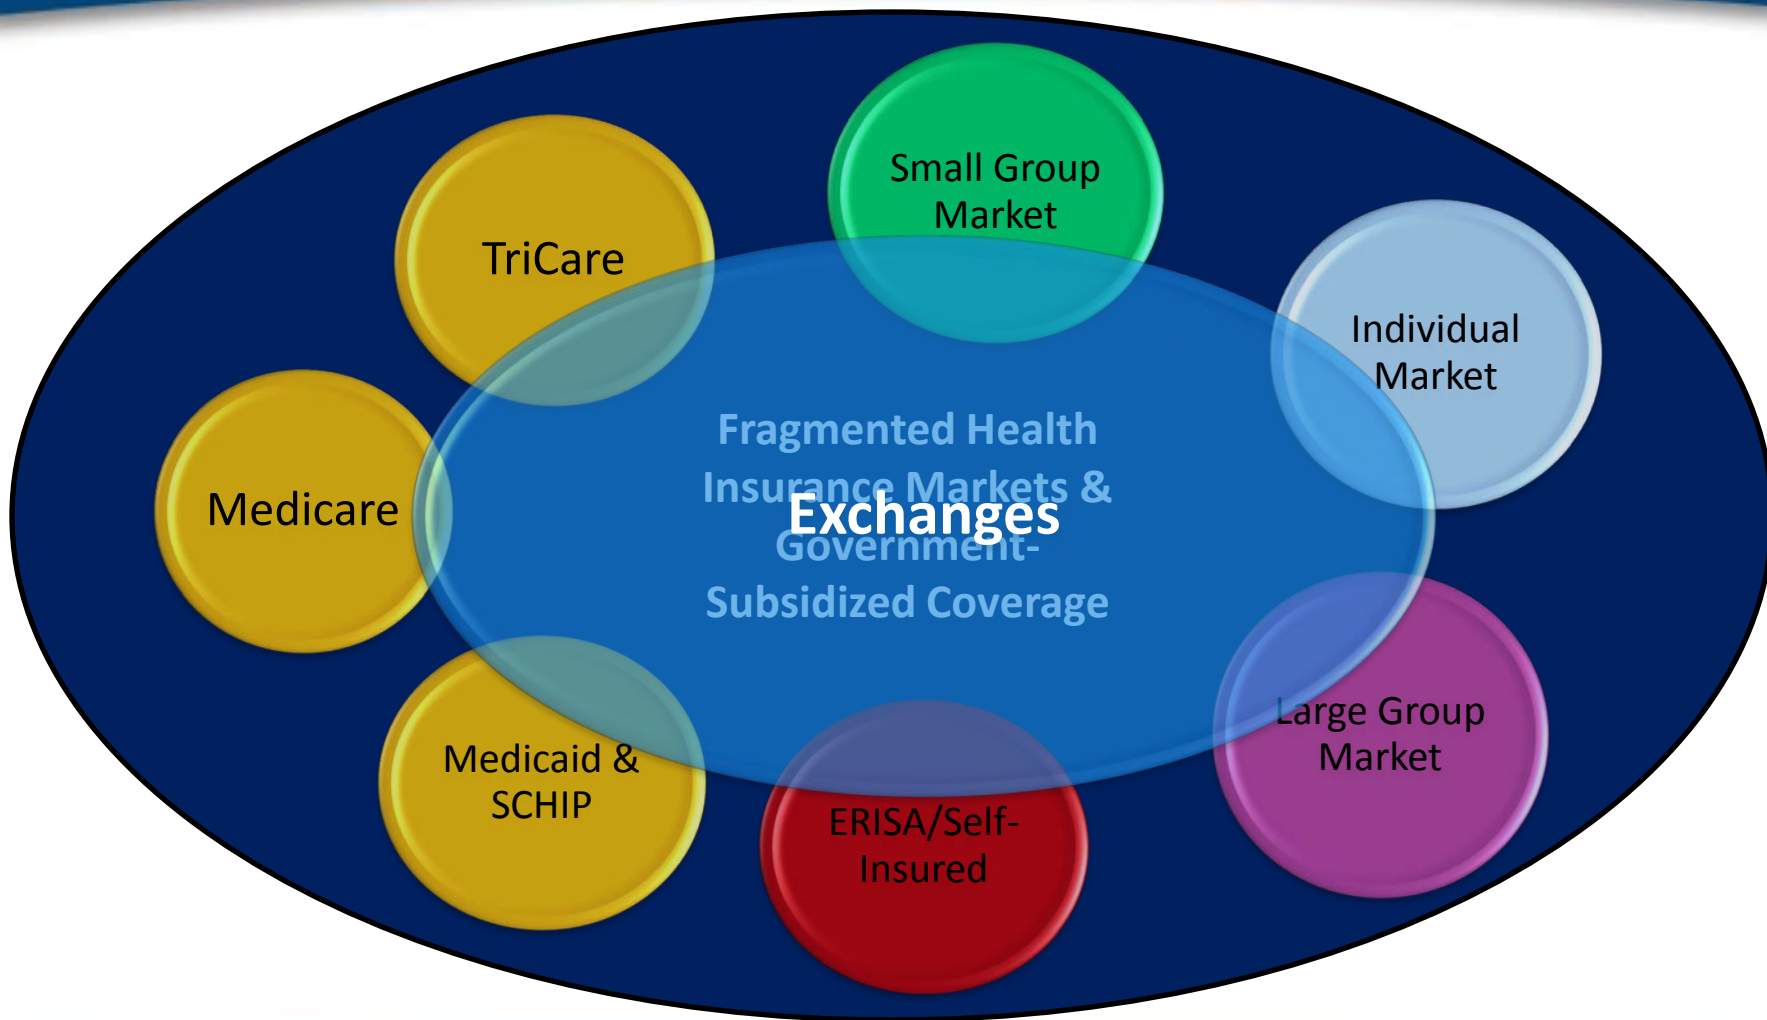 Small Group
Market
TriCare
Individual
Market
Fragmented Health
Insurance Markets &
Exchanges
Government-
Subsidized Coverage
Medicare
Large Group
Market
Medicaid &
SCHIP
ERISA/Self-
Insured